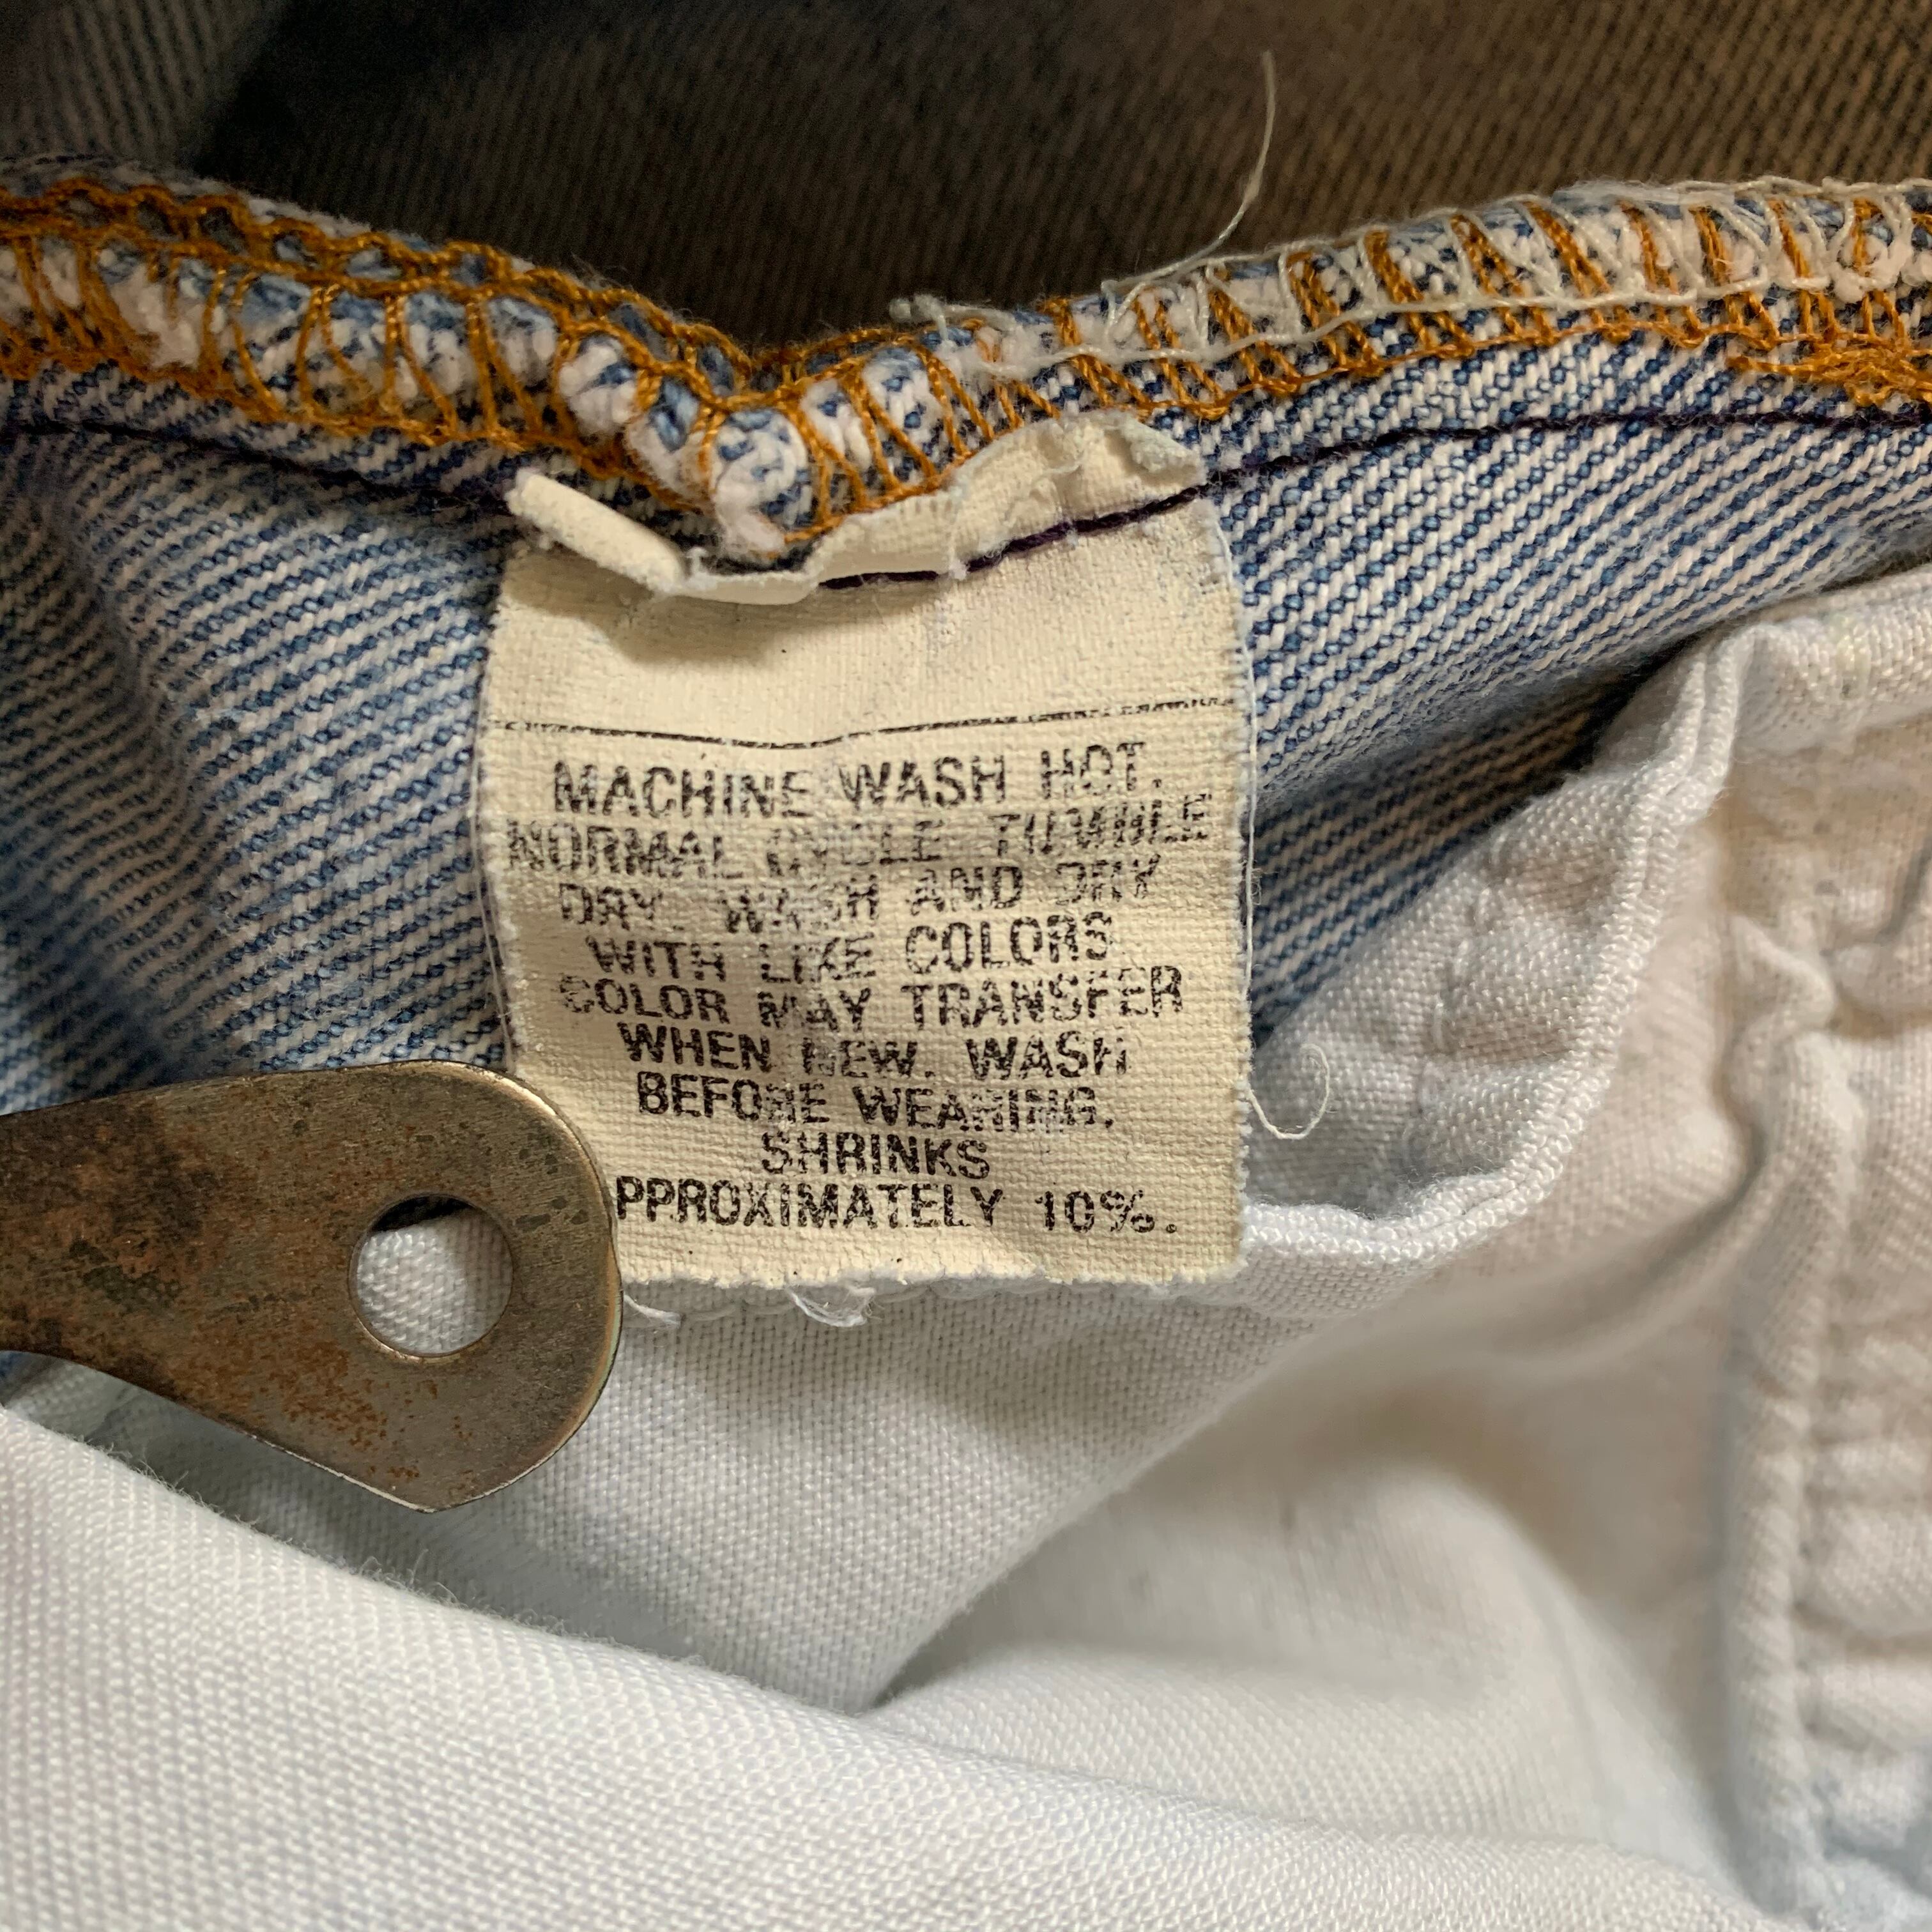 MACHINE WASH HOT.
NORMAL CYCLE TUMBLE
DRY. WASH AND DRY
WITH LIKE COLORS
COLOR MAY TRANSFER
WHEN NEW. WASH
BEFORE WEARING.
SHRINKS
PPROXIMATELY 10%.